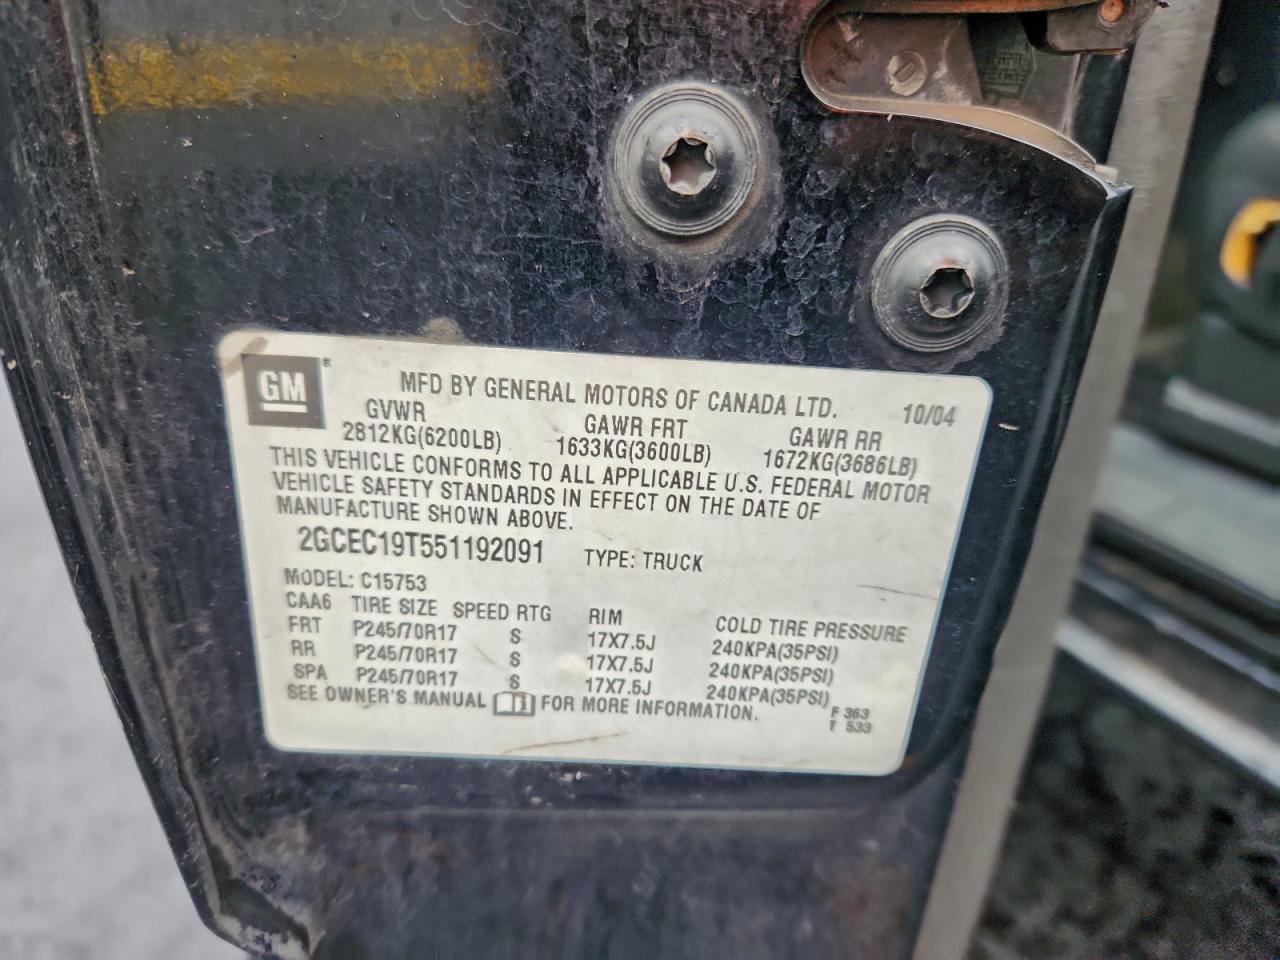 GM ®
MFD BY GENERAL MOTORS OF CANADA LTD. 10/04
GVWR GAWR FRT GAWR RR
2812KG(6200LB) 1633KG(3600LB) 1672KG(3686LB)
THIS VEHICLE CONFORMS TO ALL APPLICABLE U.S. FEDERAL MOTOR
VEHICLE SAFETY STANDARDS IN EFFECT ON THE DATE OF
MANUFACTURE SHOWN ABOVE.
2GCEC19T551192091 TYPE: TRUCK
MODEL: C15753
CAA6 TIRE SIZE SPEED RTG RIM COLD TIRE PRESSURE
FRT P245/70R17 S 17X7.5J 240KPA(35PSI)
RR P245/70R17 S 17X7.5J 240KPA(35PSI)
SPA P245/70R17 S 17X7.5J 240KPA(35PSI)
SEE OWNER'S MANUAL FOR MORE INFORMATION.
F 363
T 533